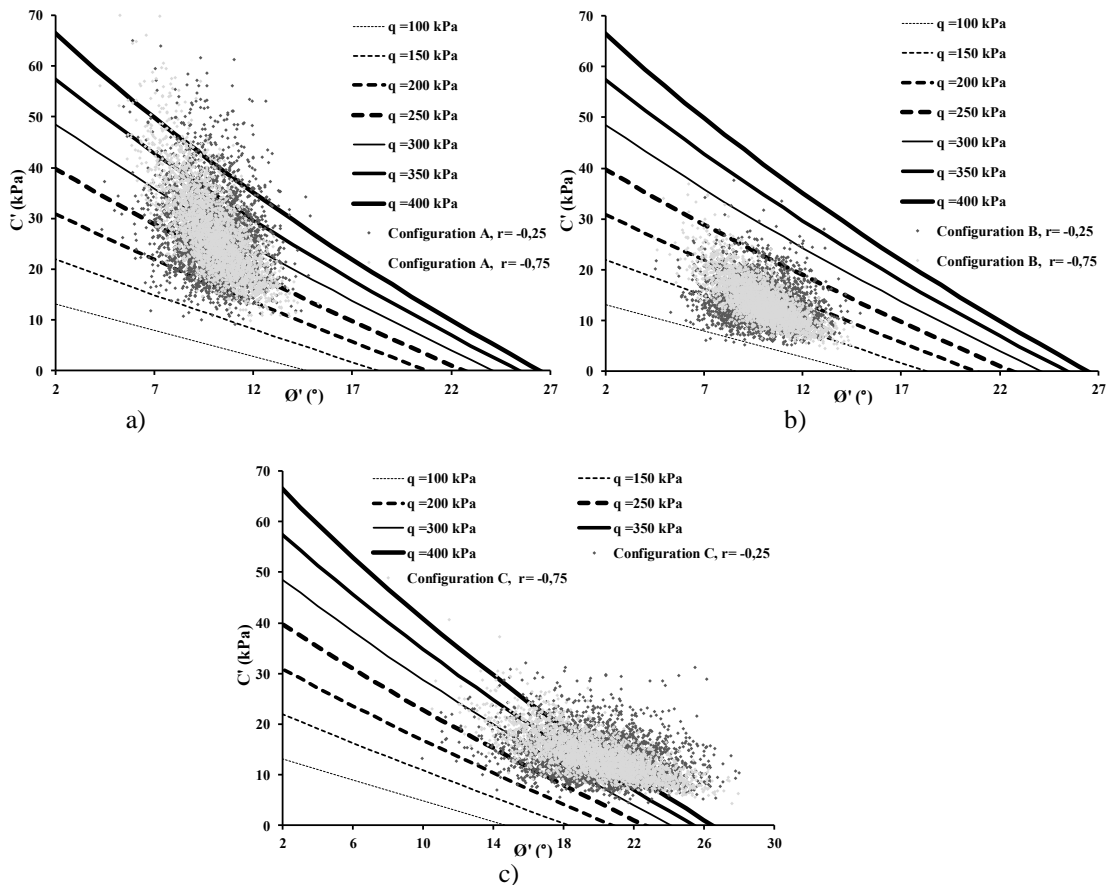 70
60
50
40
30
20
10
0
C' (kPa)
2 7 12 17 22 27
Ø' (°)
q =100 kPa
q =150 kPa
q =200 kPa
q =250 kPa
q =300 kPa
q =350 kPa
q =400 kPa
Configuration A, r= -0,25
Configuration A, r= -0,75
a)
70
60
50
40
30
20
10
0
C' (kPa)
2 7 12 17 22 27
Ø' (°)
q =100 kPa
q =150 kPa
q =200 kPa
q =250 kPa
q =300 kPa
q =350 kPa
q =400 kPa
Configuration B, r= -0,25
Configuration B, r= -0,75
b)
70
60
50
40
30
20
10
0
C' (kPa)
2 6 10 14 18 22 26 30
Ø' (°)
q =100 kPa q =150 kPa
q =200 kPa q =250 kPa
q =300 kPa q =350 kPa
q =400 kPa Configuration C, r= -0,25
Configuration C, r= -0,75
c)